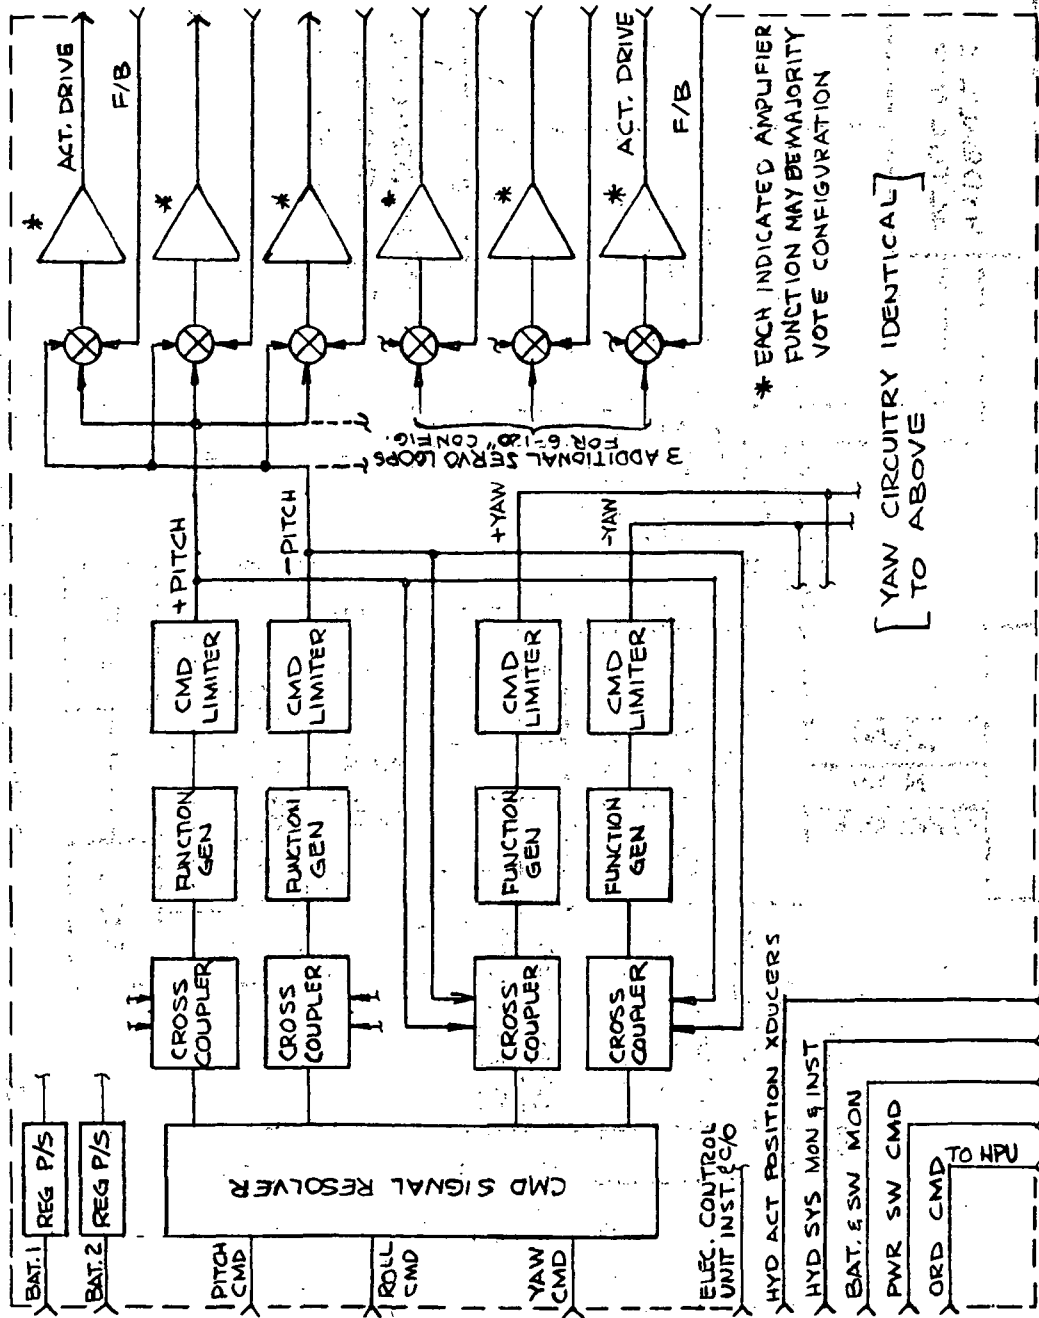 BAT. 1
REG P/S
BAT. 2
REG P/S
PITCH
CMD
ROLL
CMD
YAW
CMD
CMD SIGNAL RESOLVER
CROSS
COUPLER
FUNCTION
GEN
CMD
LIMITER
+PITCH
CROSS
COUPLER
FUNCTION
GEN
CMD
LIMITER
-PITCH
CROSS
COUPLER
FUNCTION
GEN
CMD
LIMITER
+YAW
CROSS
COUPLER
FUNCTION
GEN
CMD
LIMITER
-YAW
*
ACT. DRIVE
F/B
*
*
*
*
*
ACT. DRIVE
F/B
3 ADDITIONAL SERVO LOOPS
FOR 6-120" CONFIG.
* EACH INDICATED AMPLIFIER
FUNCTION MAY BE MAJORITY
VOTE CONFIGURATION
[YAW CIRCUITRY IDENTICAL
TO ABOVE]
ELEC. CONTROL
UNIT INST. & C/O
HYD ACT POSITION XDUCERS
HYD SYS MON & INST
BAT. & SW MON
PWR SW CMD
ORD CMD
TO HPU